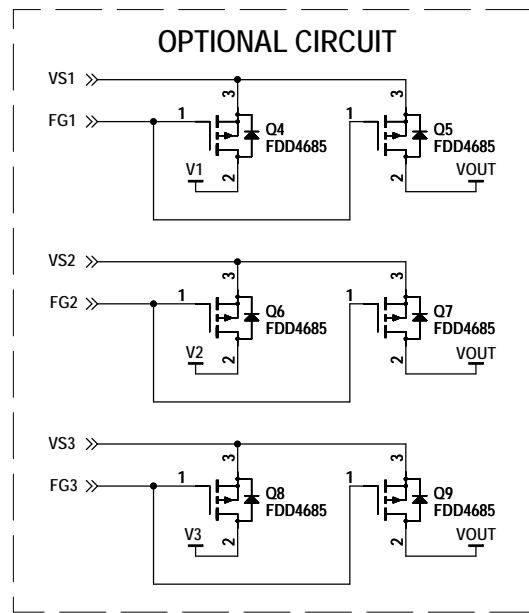 OPTIONAL CIRCUIT
VS1
3
3
FG1
1
Q4
FDD4685
1
Q5
FDD4685
V1
2
2
VOUT
VS2
3
3
FG2
1
Q6
FDD4685
1
Q7
FDD4685
V2
2
2
VOUT
VS3
3
3
FG3
1
Q8
FDD4685
1
Q9
FDD4685
V3
2
2
VOUT